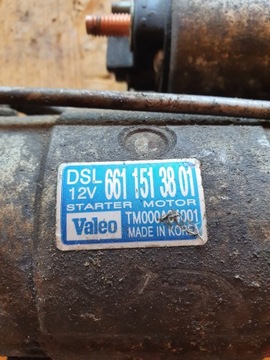 DSL 661 151 38 01
12V
STARTER MOTOR
Valeo
MADE IN KOREA